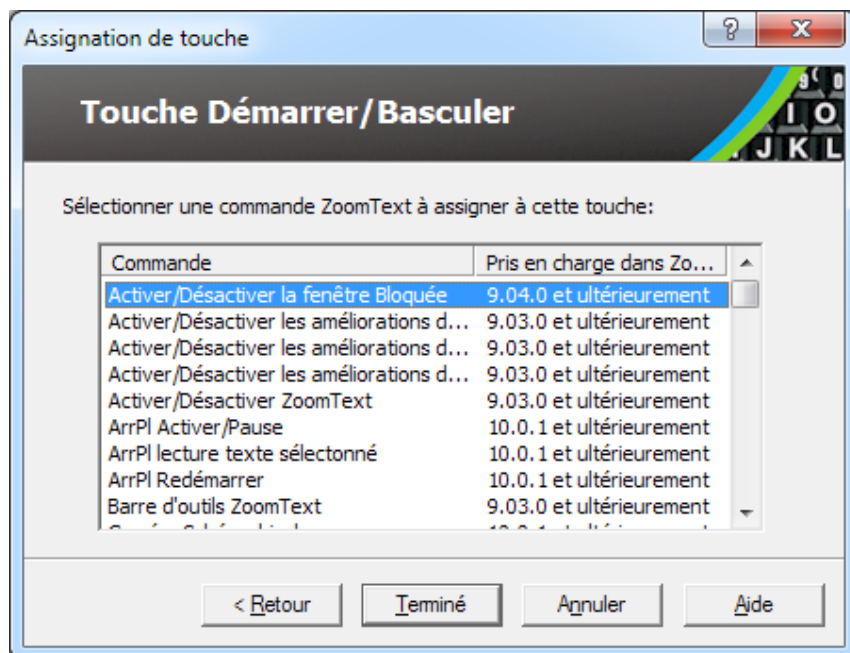 Assignation de touche
Touche Démarrer/Basculer
9 0
I O
J K L
Sélectionner une commande ZoomText à assigner à cette touche:
Commande Pris en charge dans Zo...
Activer/Désactiver la fenêtre Bloquée 9.04.0 et ultérieurement
Activer/Désactiver les améliorations d... 9.03.0 et ultérieurement
Activer/Désactiver les améliorations d... 9.03.0 et ultérieurement
Activer/Désactiver les améliorations d... 9.03.0 et ultérieurement
Activer/Désactiver ZoomText 9.03.0 et ultérieurement
ArrPl Activer/Pause 10.0.1 et ultérieurement
ArrPl lecture texte sélectonné 10.0.1 et ultérieurement
ArrPl Redémarrer 10.0.1 et ultérieurement
Barre d'outils ZoomText 9.03.0 et ultérieurement
< Retour Terminé Annuler Aide